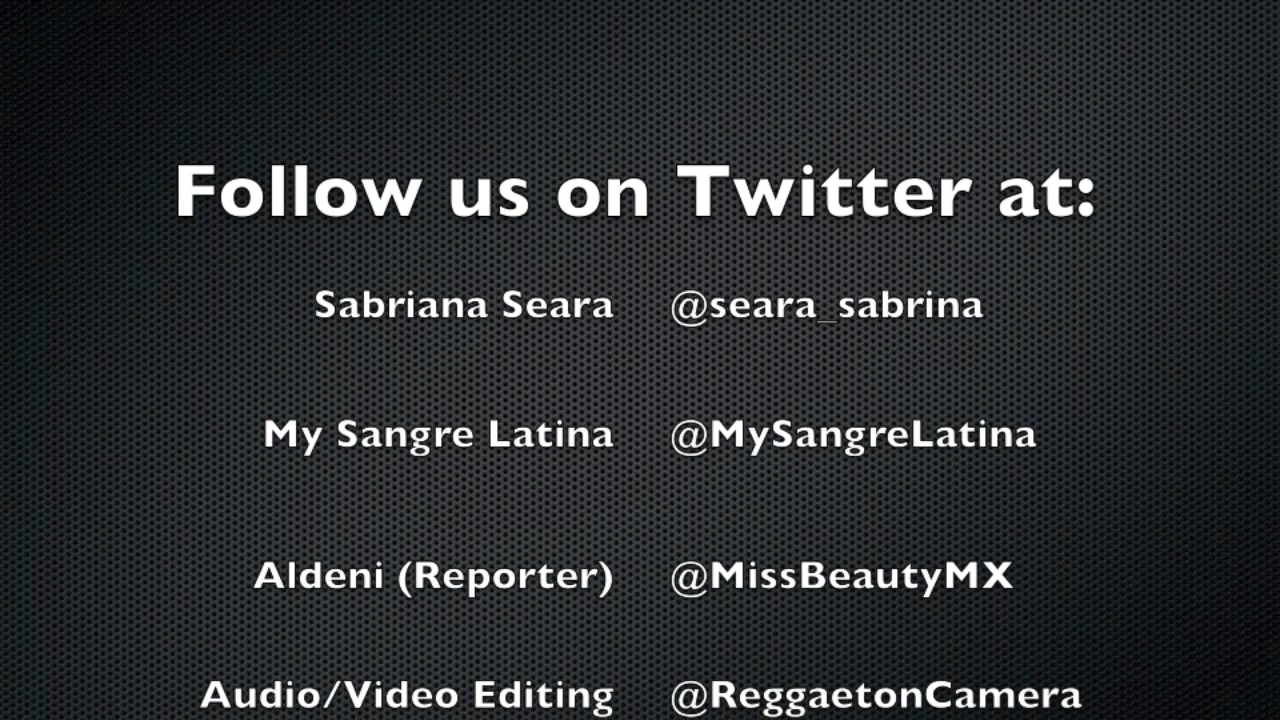 Follow us on Twitter at:
Sabriana Seara @seara_sabrina
My Sangre Latina @MySangreLatina
Aldeni (Reporter) @MissBeautyMX
Audio/Video Editing @ReggaetonCamera